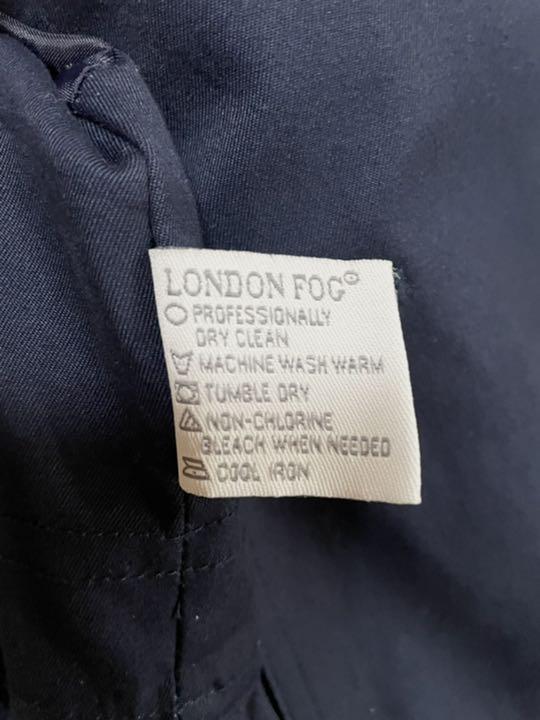 LONDON FOG®
PROFESSIONALLY
DRY CLEAN
MACHINE WASH WARM
TUMBLE DRY
NON-CHLORINE
BLEACH WHEN NEEDED
COOL IRON